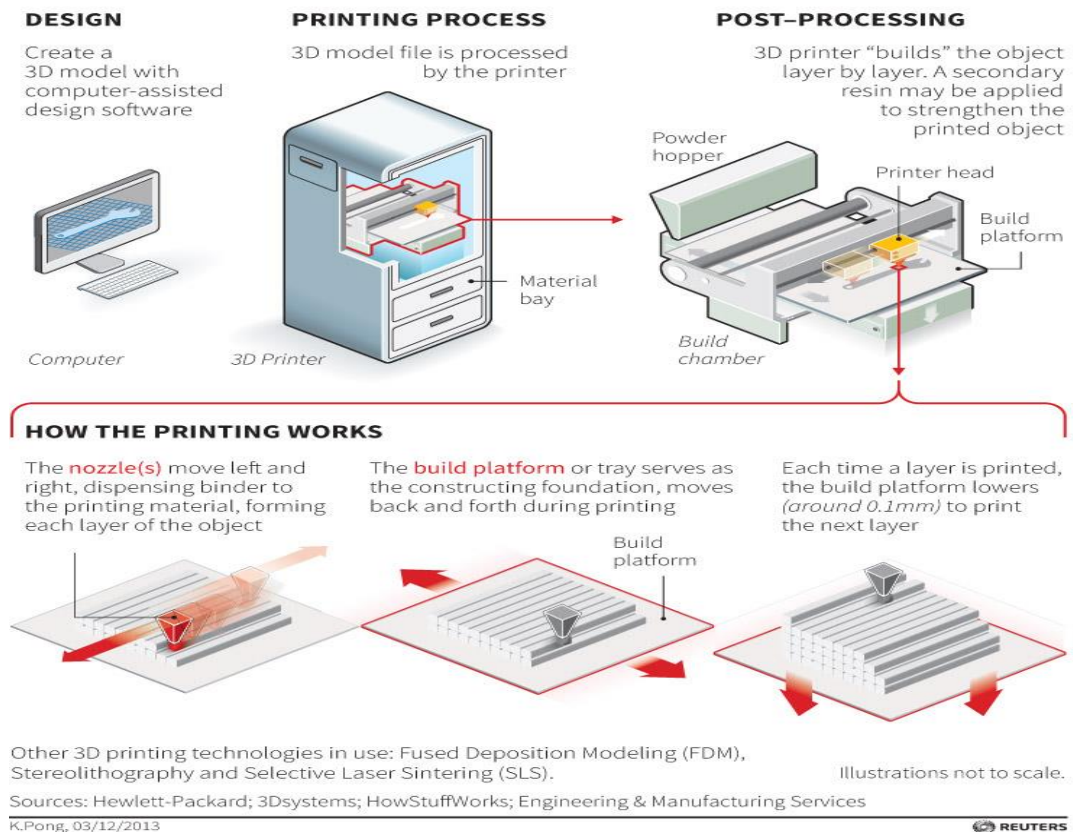 DESIGN
Create a
3D model with
computer-assisted
design software
Computer
PRINTING PROCESS
3D model file is processed
by the printer
Material
bay
3D Printer
POST–PROCESSING
3D printer “builds” the object
layer by layer. A secondary
resin may be applied
to strengthen the
printed object
Powder
hopper
Printer head
Build
platform
Build
chamber
HOW THE PRINTING WORKS
The nozzle(s) move left and
right, dispensing binder to
the printing material, forming
each layer of the object
The build platform or tray serves as
the constructing foundation, moves
back and forth during printing
Build
platform
Each time a layer is printed,
the build platform lowers
(around 0.1mm) to print
the next layer
Other 3D printing technologies in use: Fused Deposition Modeling (FDM),
Stereolithography and Selective Laser Sintering (SLS).
Illustrations not to scale.
Sources: Hewlett-Packard; 3Dsystems; HowStuffWorks; Engineering & Manufacturing Services
K.Pong, 03/12/2013
REUTERS